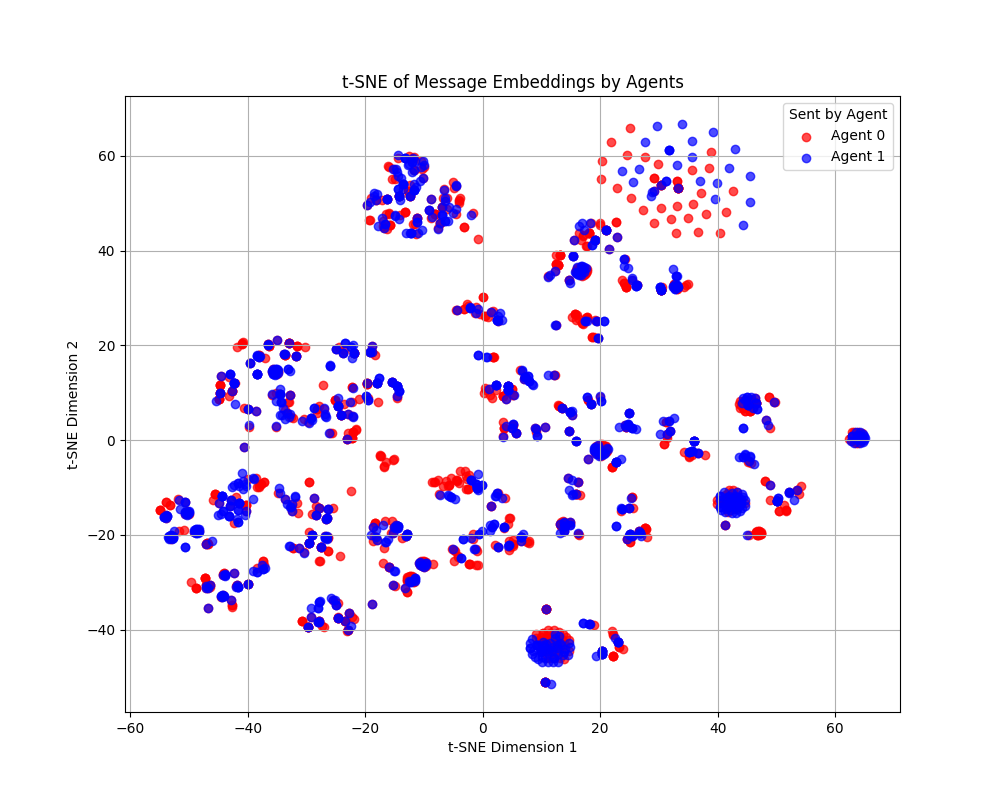 t-SNE of Message Embeddings by Agents
Sent by Agent
Agent 0
Agent 1
t-SNE Dimension 2
60
40
20
0
−20
−40
−60
−40
−20
0
20
40
60
t-SNE Dimension 1